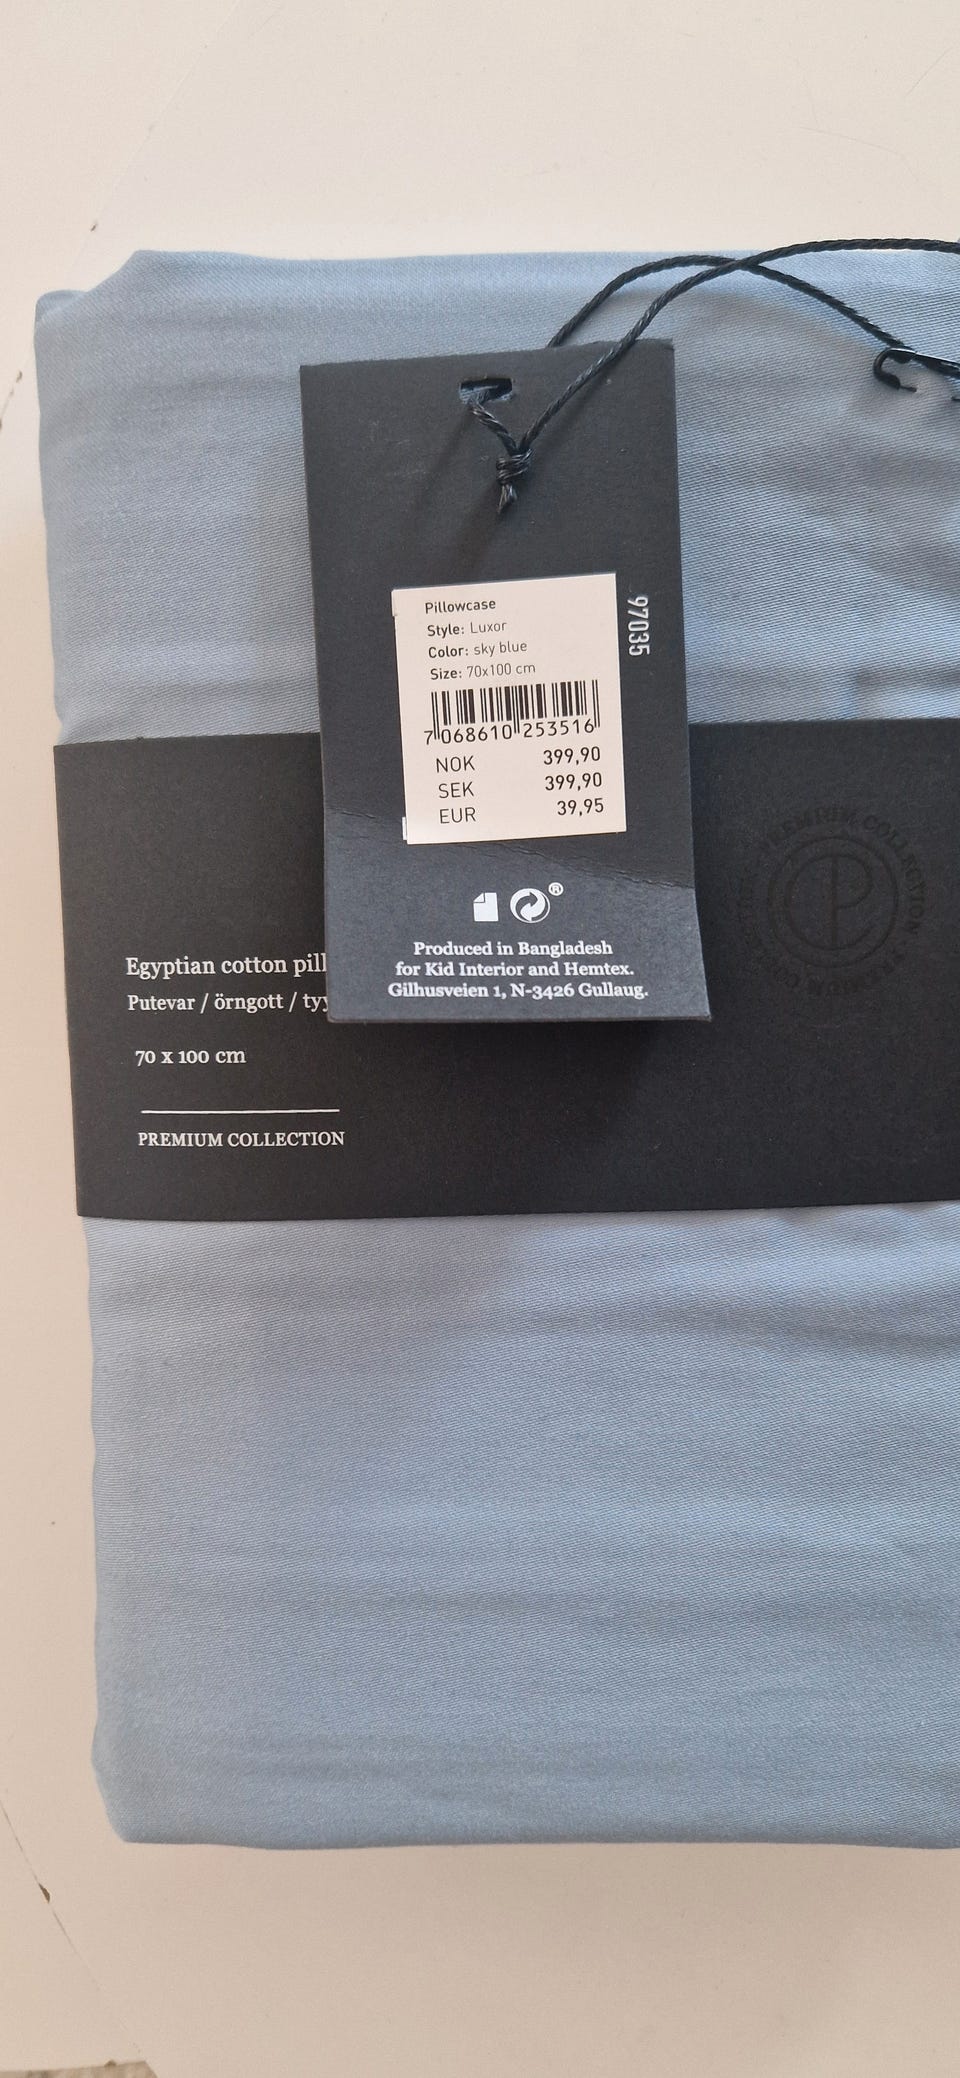 Pillowcase
Style: Luxor
Color: sky blue
Size: 70x100 cm
7 068610 253516
NOK 399,90
SEK 399,90
EUR 39,95
97035
Produced in Bangladesh
for Kid Interior and Hemtex.
Gilhusveien 1, N-3426 Gullaug.
Egyptian cotton
Putevar / örngott /
70 x 100 cm
PREMIUM COLLECTION
PREMIUM COLLECTION